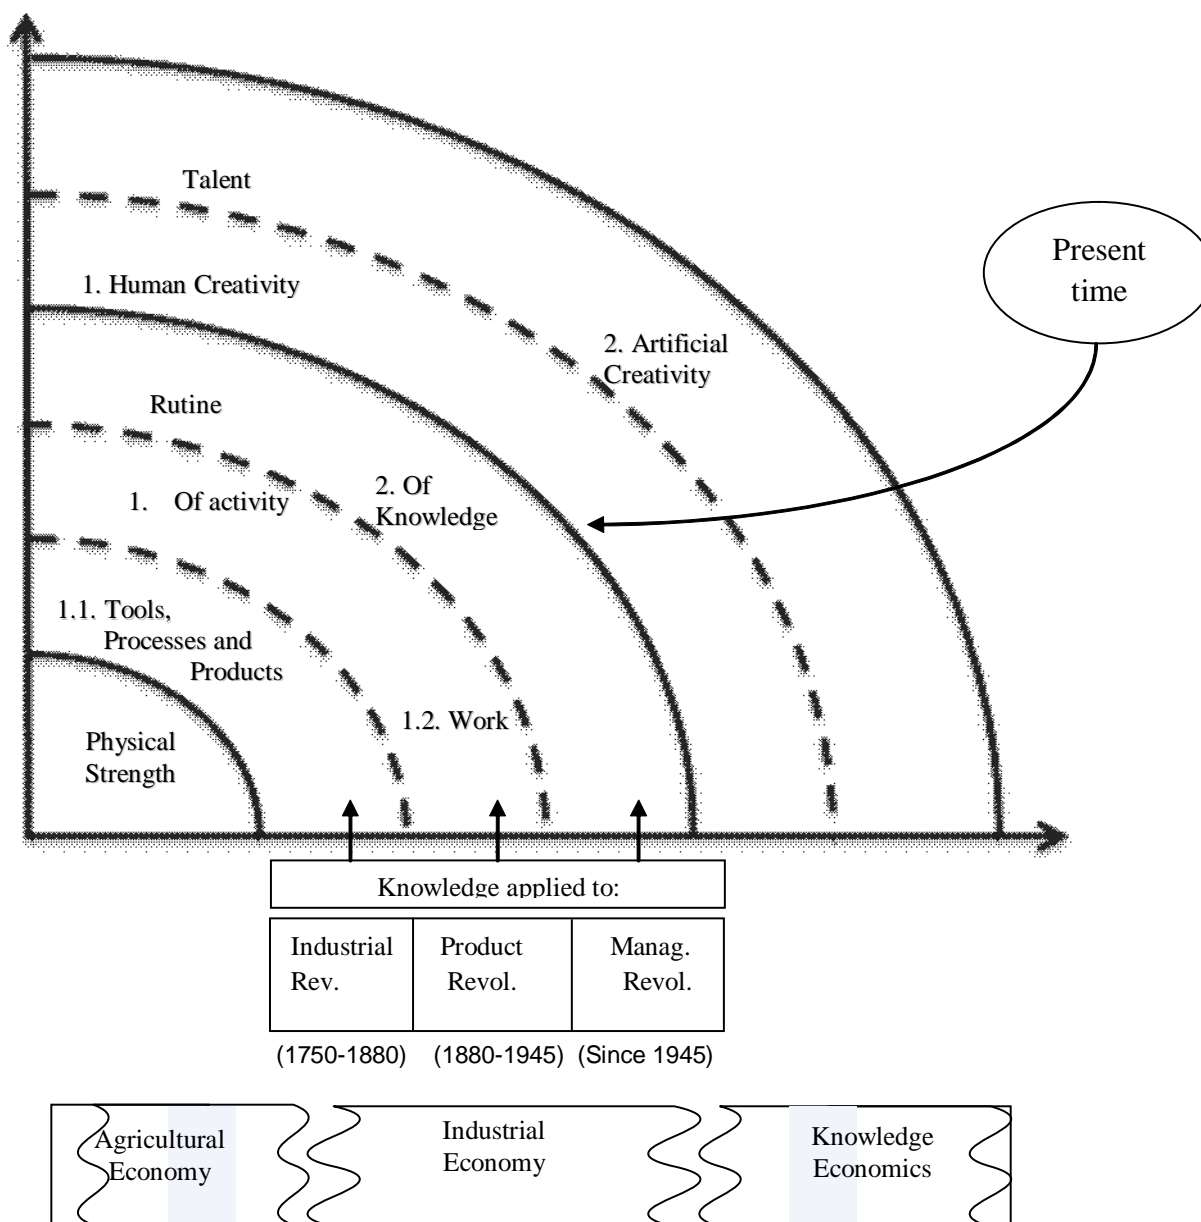 Talent
1. Human Creativity
Present
time
2. Artificial
Creativity
Rutine
1. Of activity
2. Of
Knowledge
1.1. Tools,
Processes and
Products
1.2. Work
Physical
Strength
Knowledge applied to:
Industrial
Rev.
Product
Revol.
Manag.
Revol.
(1750-1880)
(1880-1945)
(Since 1945)
Agricultural
Economy
Industrial
Economy
Knowledge
Economics